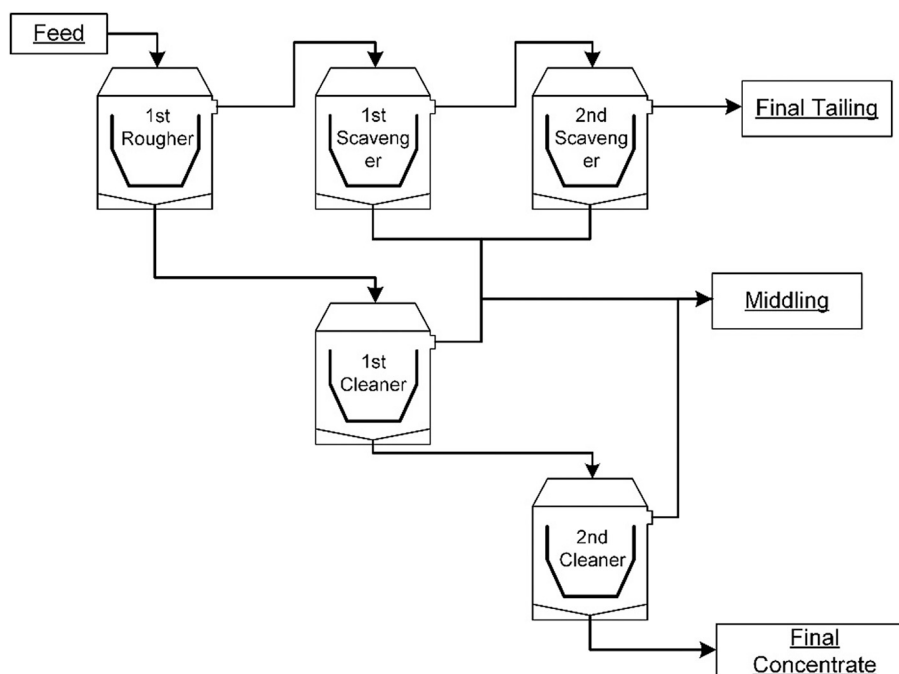 Feed
1st
Rougher
1st
Scaveng
er
2nd
Scaveng
er
Final Tailing
Middling
1st
Cleaner
2nd
Cleaner
Final
Concentrate